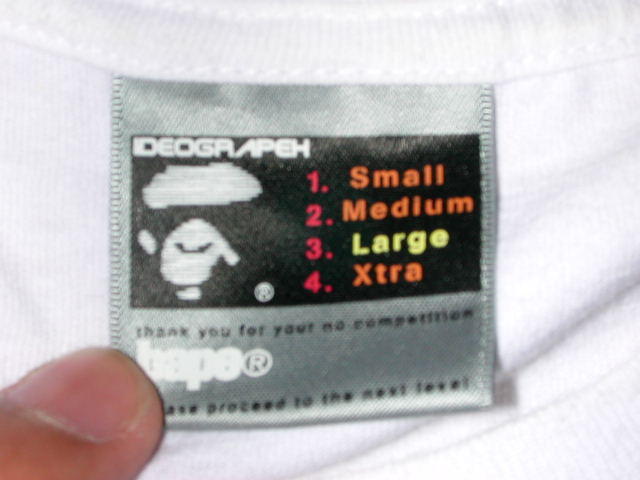 IDEOGRAPEH
1. Small
2. Medium
3. Large
4. Xtra
®
thank you for your no competition
bape®
proceed to the next level